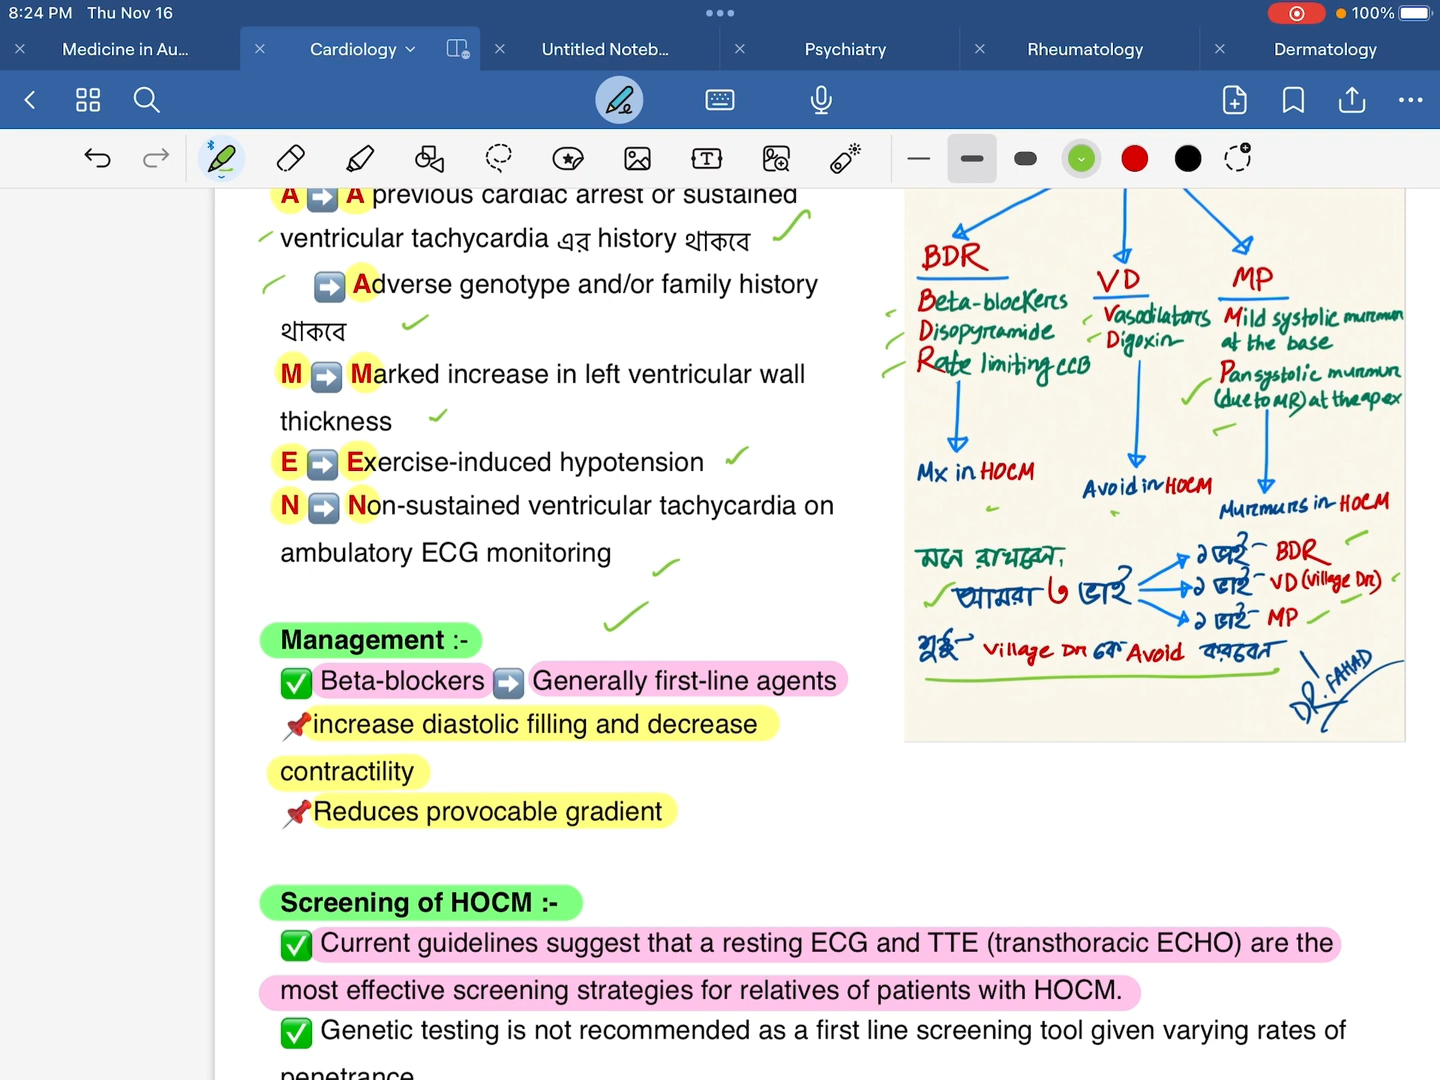 8:24 PM Thu Nov 16
100%
Medicine in Au...
Cardiology
Untitled Noteb...
Psychiatry
Rheumatology
Dermatology
A ➡ A previous cardiac arrest or sustained
ventricular tachycardia এর history থাকবে
➡ Adverse genotype and/or family history
থাকবে
M ➡ Marked increase in left ventricular wall
thickness
E ➡ Exercise-induced hypotension
N ➡ Non-sustained ventricular tachycardia on
ambulatory ECG monitoring
Management :-
✅ Beta-blockers ➡ Generally first-line agents
📌increase diastolic filling and decrease
contractility
📌Reduces provocable gradient
BDR
Beta-blockers
Disopyramide
Rate limiting CCB
Mx in HOCM
VD
Vasodilators
Digoxin
Avoid in HOCM
MP
Mild systolic murmur
at the base
Pansystolic murmur
(due to MR) at the apex
Murmurs in HOCM
মনে রাখবেন,
আমরা ৩ ভাই
১ ভাই- BDR
১ ভাই- VD (Village Dr)
১ ভাই- MP
Village Dr কে Avoid করবেন
DR. FAHAD
Screening of HOCM :-
✅ Current guidelines suggest that a resting ECG and TTE (transthoracic ECHO) are the
most effective screening strategies for relatives of patients with HOCM.
✅ Genetic testing is not recommended as a first line screening tool given varying rates of
penetrance